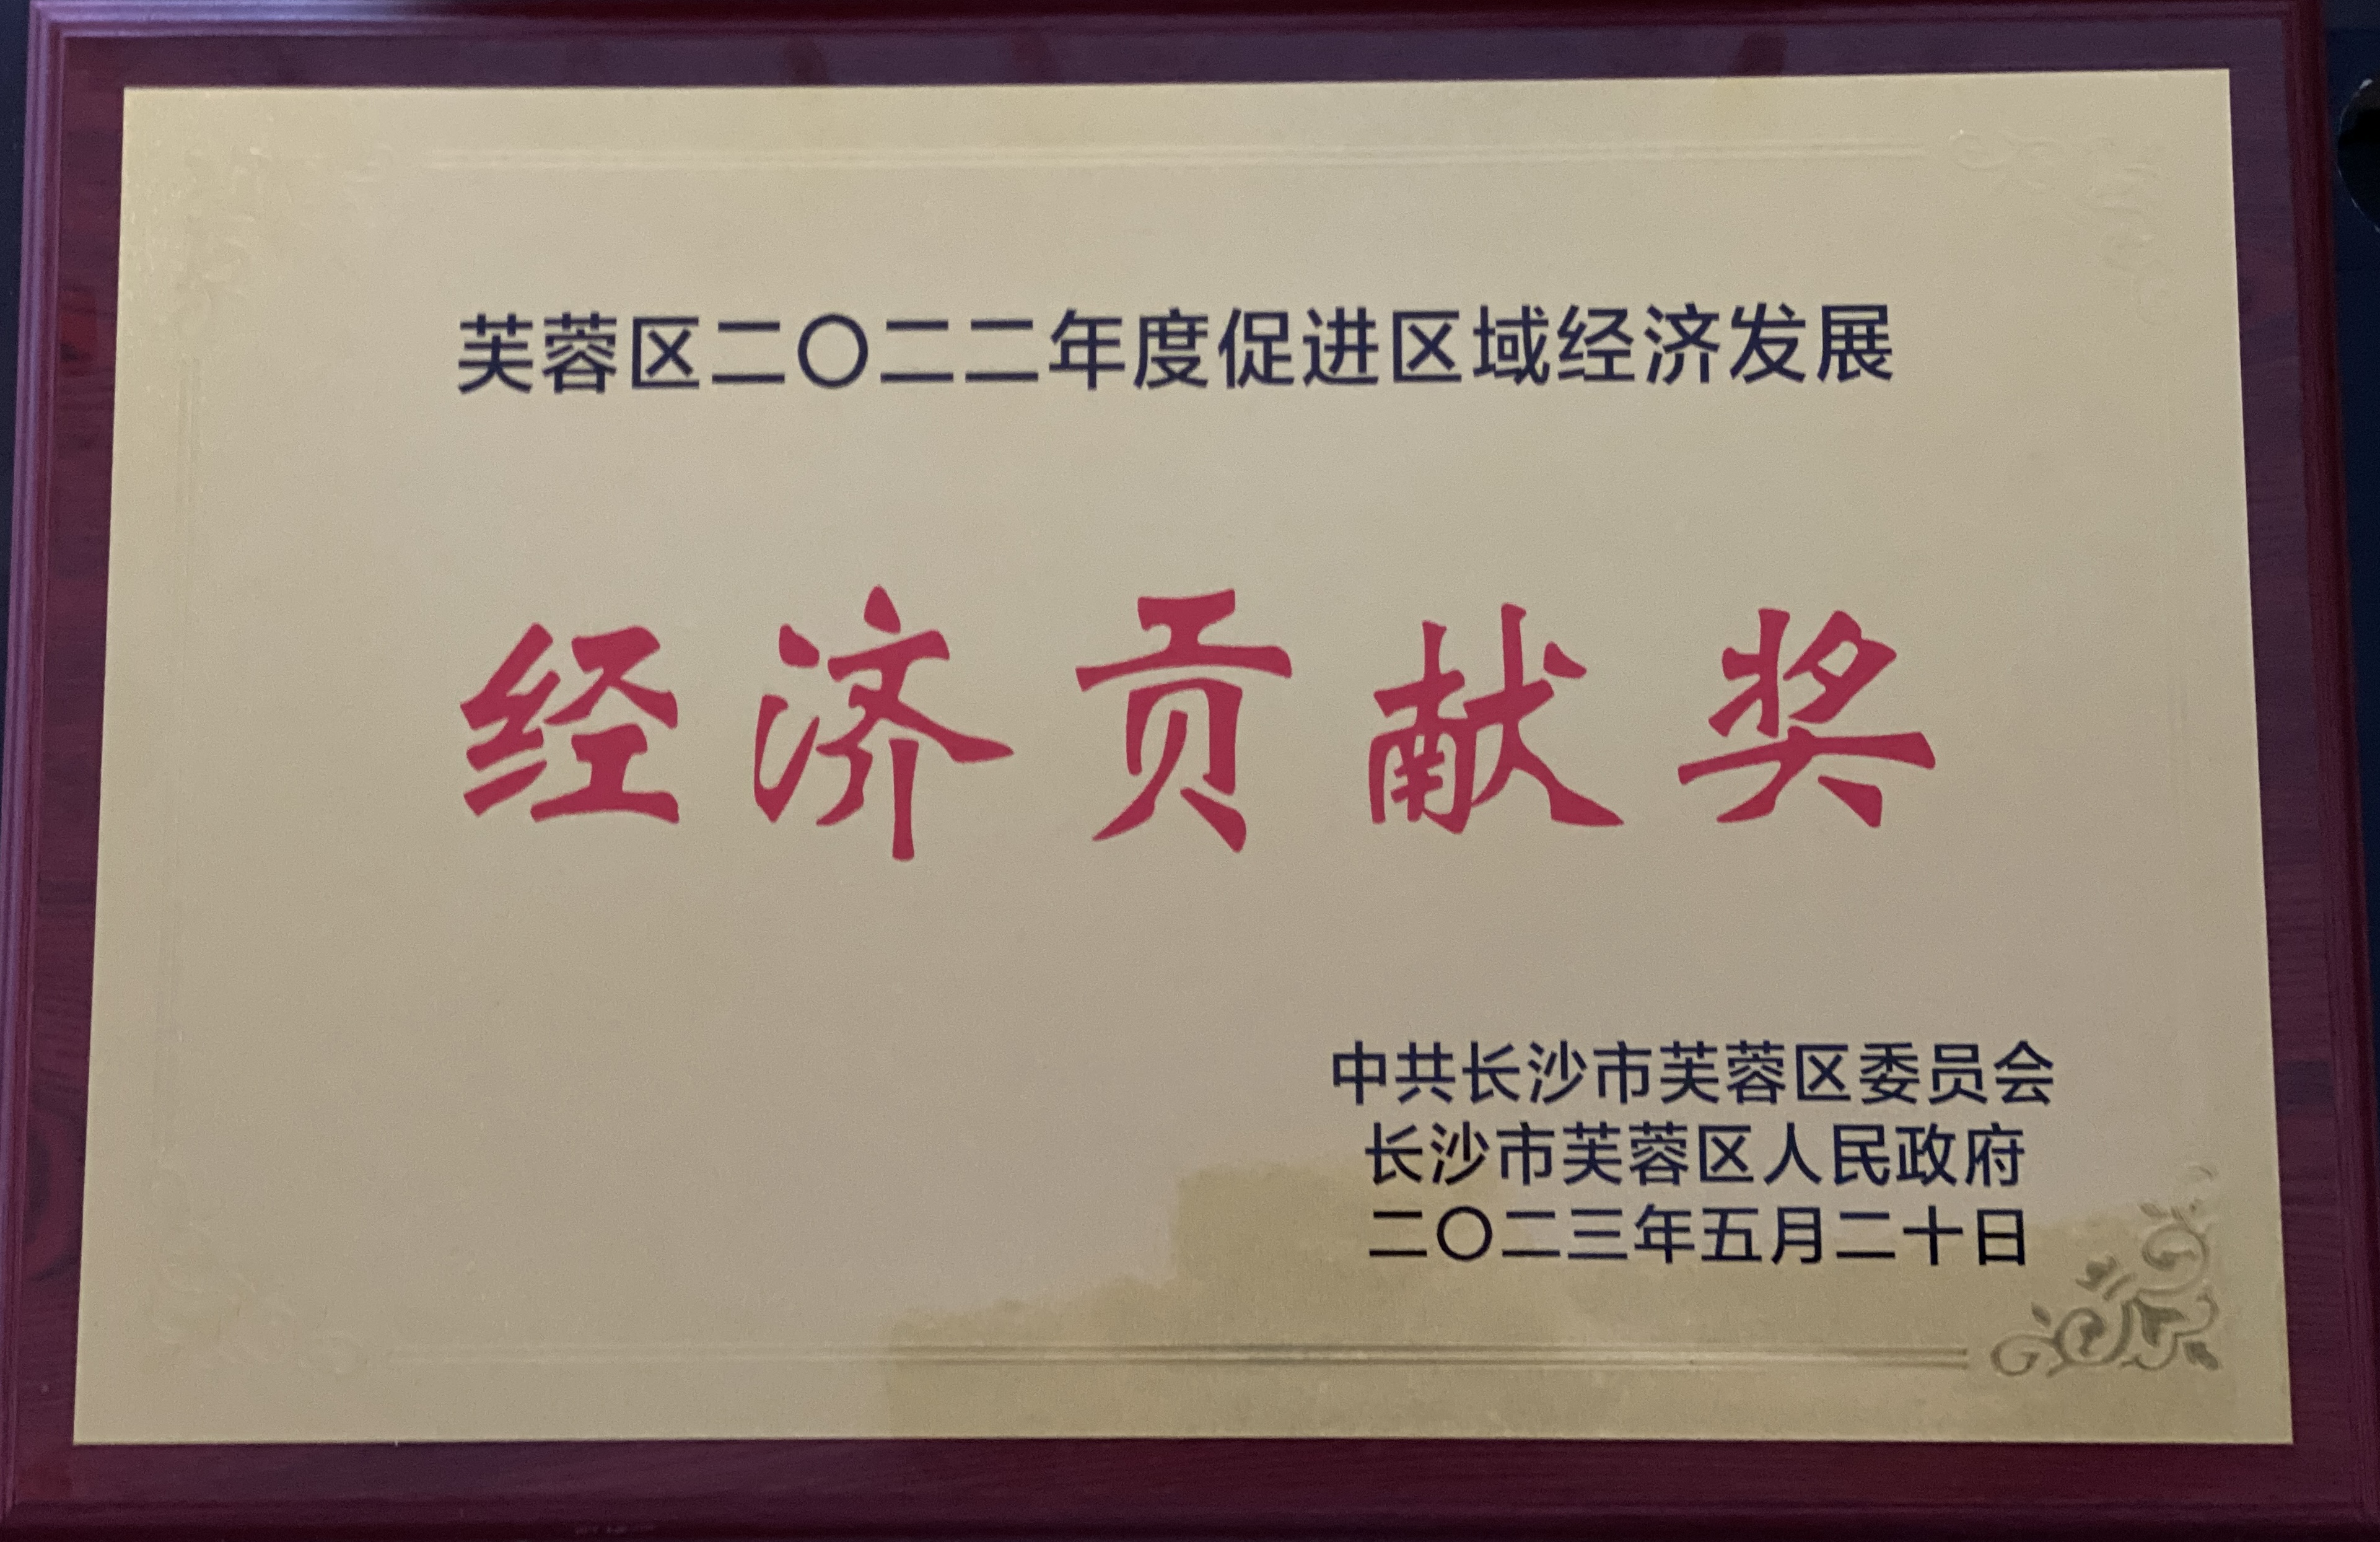 芙蓉区二〇二二年度促进区域经济发展
经济贡献奖
中共长沙市芙蓉区委员会
长沙市芙蓉区人民政府
二〇二三年五月二十日